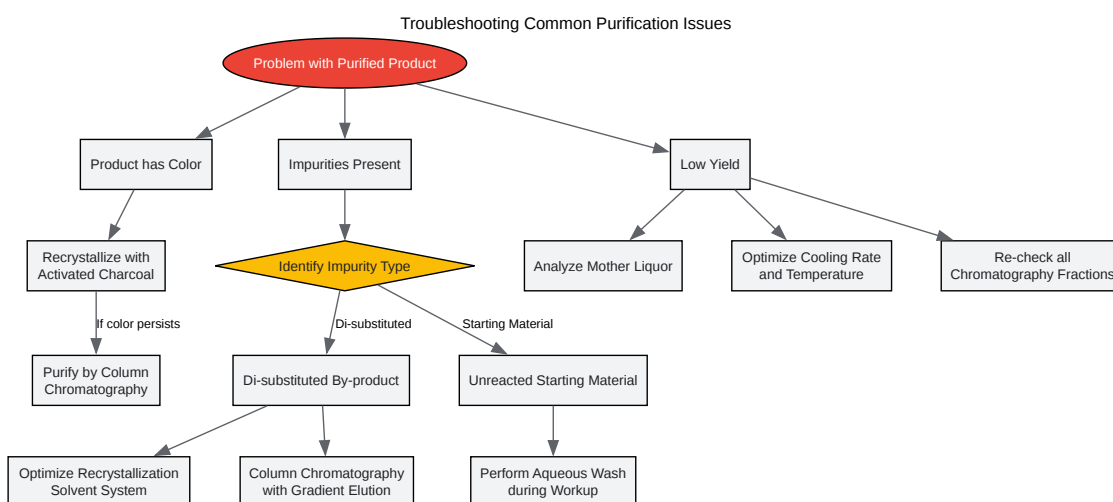 Troubleshooting Common Purification Issues
Problem with Purified Product
Product has Color
Impurities Present
Low Yield
Recrystallize with
Activated Charcoal
Identify Impurity Type
Analyze Mother Liquor
Optimize Cooling Rate
and Temperature
Re-check all
Chromatography Fractions
If color persists
Di-substituted
Starting Material
Purify by Column
Chromatography
Di-substituted By-product
Unreacted Starting Material
Optimize Recrystallization
Solvent System
Column Chromatography
with Gradient Elution
Perform Aqueous Wash
during Workup